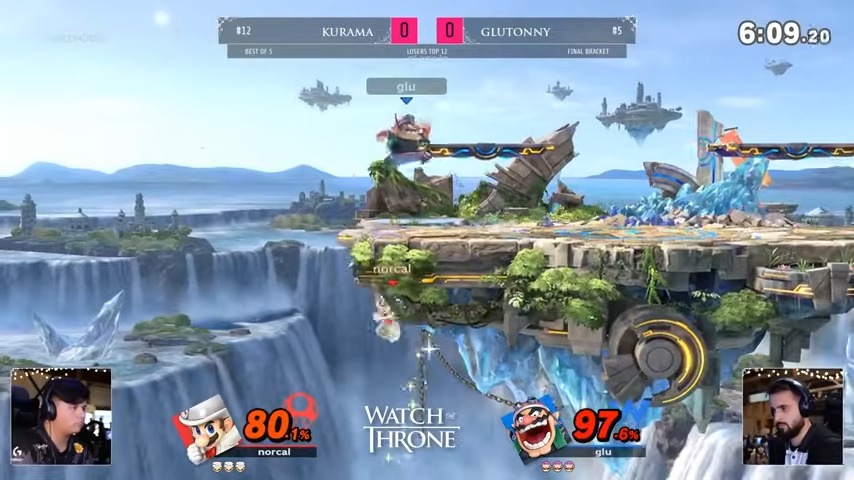 #12 KURAMA 0 0 GLUTONNY #5
BEST OF 5 LOSERS TOP 12 FINAL BRACKET
6:09.20
glu
norcal
80.1%
norcal
WATCH THE THRONE
97.6%
glu